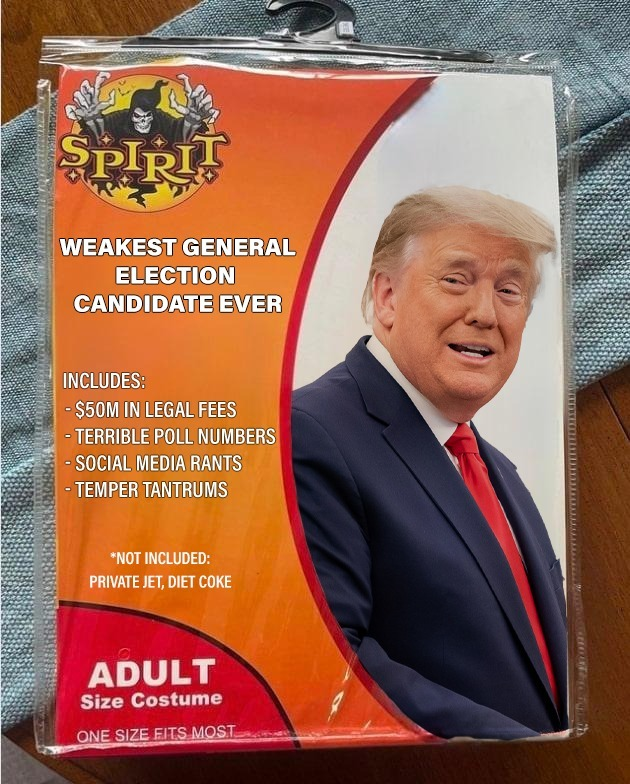 SPIRIT
WEAKEST GENERAL
ELECTION
CANDIDATE EVER
INCLUDES:
- $50M IN LEGAL FEES
- TERRIBLE POLL NUMBERS
- SOCIAL MEDIA RANTS
- TEMPER TANTRUMS
*NOT INCLUDED:
PRIVATE JET, DIET COKE
ADULT
Size Costume
ONE SIZE FITS MOST